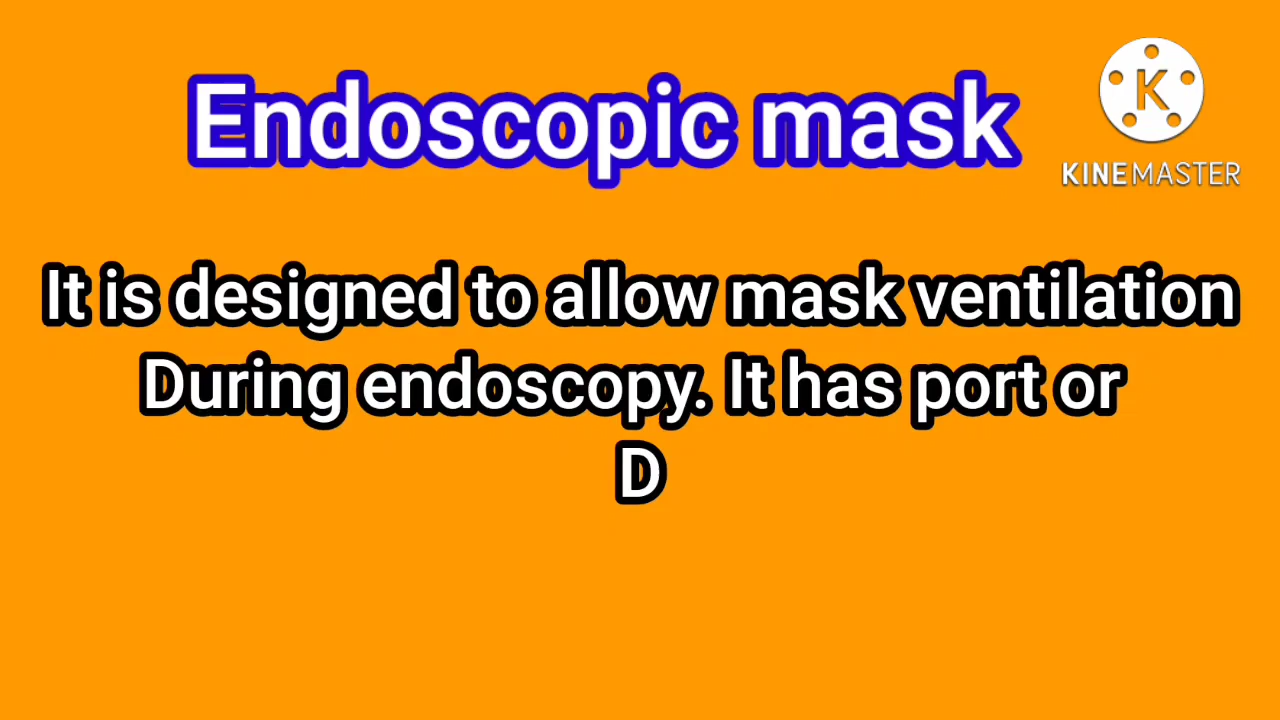 Endoscopic mask
K
KINEMASTER
It is designed to allow mask ventilation
During endoscopy. It has port or
D